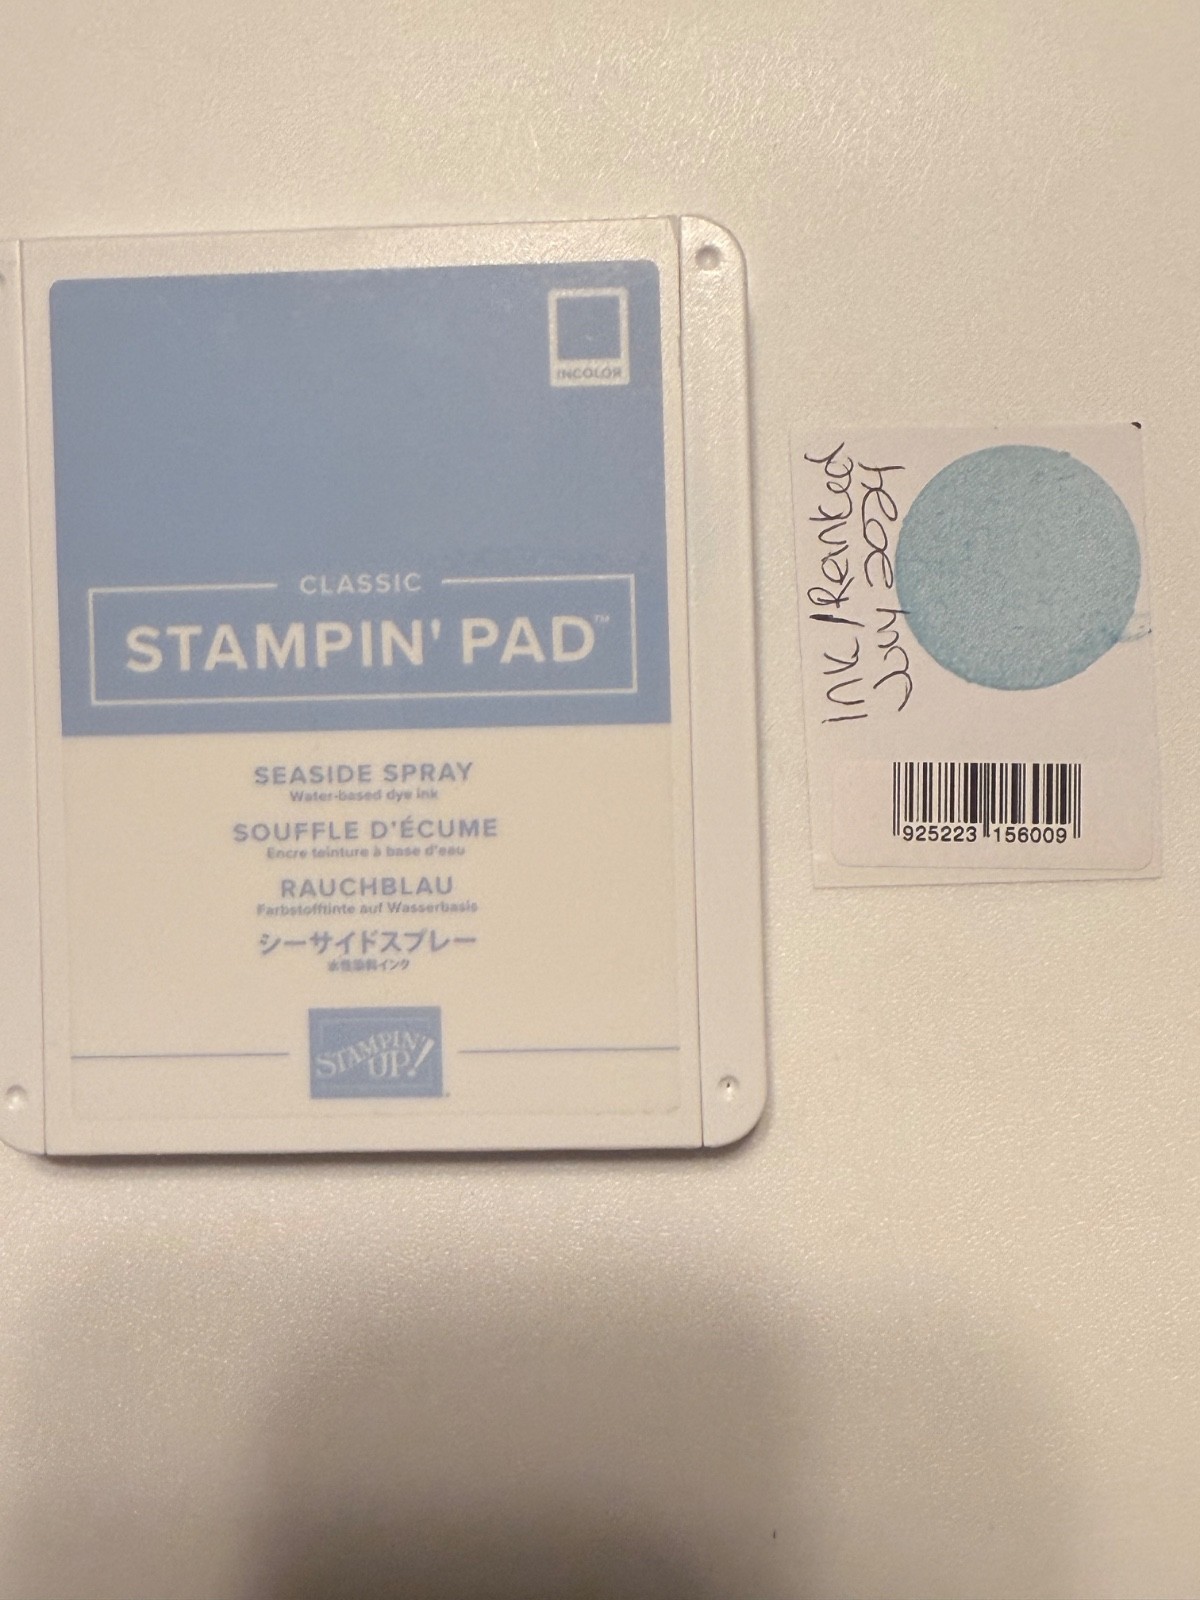 INCOLOR
CLASSIC
STAMPIN' PAD™
SEASIDE SPRAY
Water-based dye ink
SOUFFLE D'ÉCUME
Encre teinture à base d'eau
RAUCHBLAU
Farbstofftinte auf Wasserbasis
シーサイドスプレー
水性染料インク
STAMPIN'
UP!
Ink / Reinked
July 2024
925223 156009